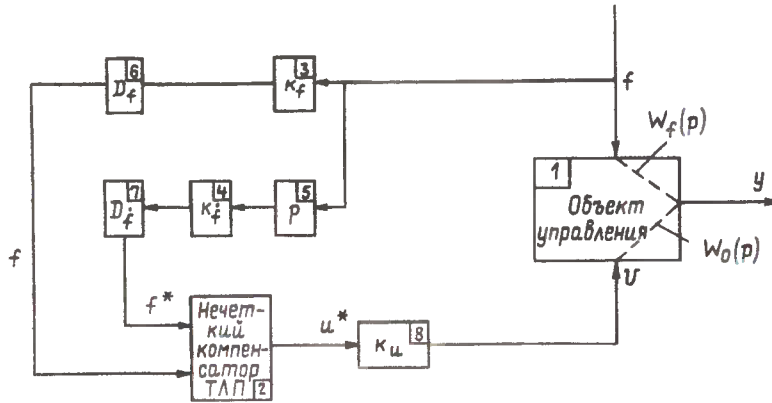 6
D_f
3
K_f
f
W_f(p)
1
Объект
управления
y
W_0(p)
U
7
D_ḟ
4
K_ḟ
5
p
f
f*
Нечет-
кий
компен-
сатор
ТЛП
2
u*
8
K_u